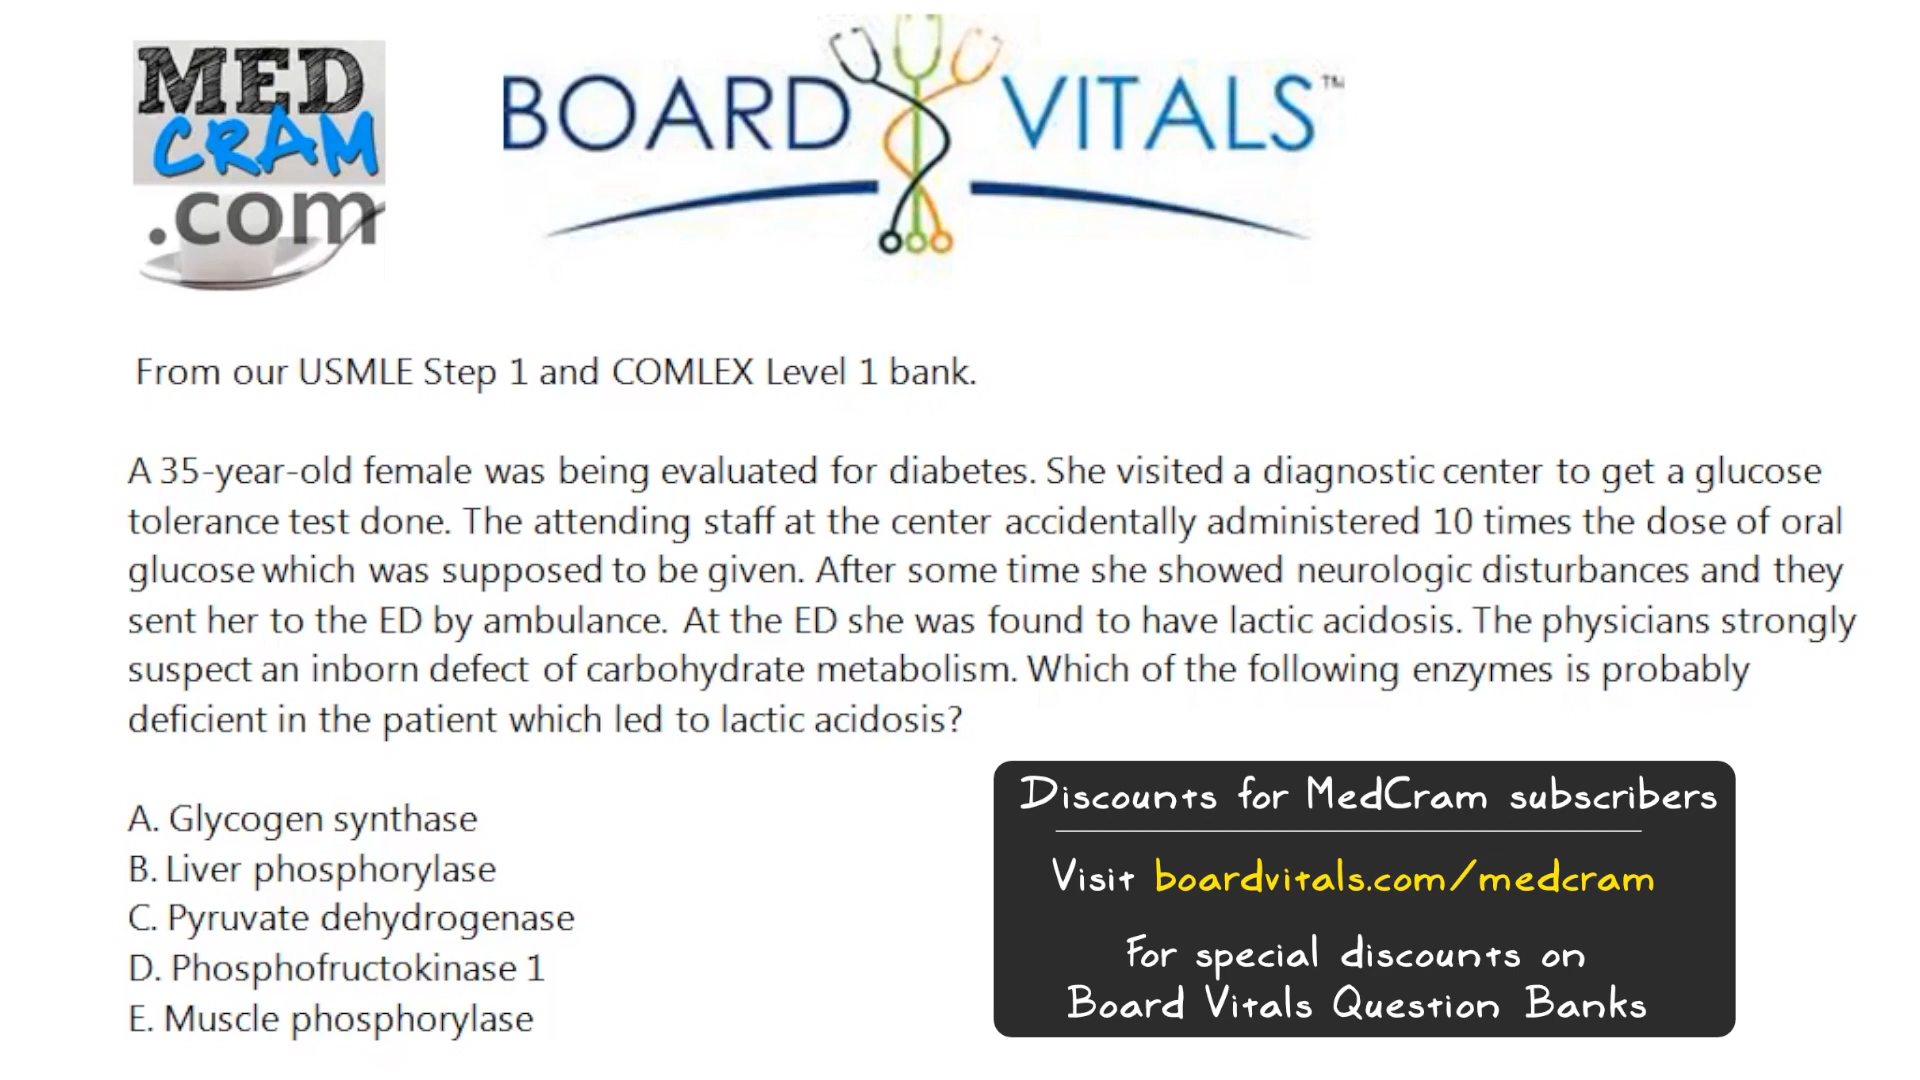 MED
CRAM
.com
BOARD VITALS™
From our USMLE Step 1 and COMLEX Level 1 bank.
A 35-year-old female was being evaluated for diabetes. She visited a diagnostic center to get a glucose
tolerance test done. The attending staff at the center accidentally administered 10 times the dose of oral
glucose which was supposed to be given. After some time she showed neurologic disturbances and they
sent her to the ED by ambulance. At the ED she was found to have lactic acidosis. The physicians strongly
suspect an inborn defect of carbohydrate metabolism. Which of the following enzymes is probably
deficient in the patient which led to lactic acidosis?
A. Glycogen synthase
B. Liver phosphorylase
C. Pyruvate dehydrogenase
D. Phosphofructokinase 1
E. Muscle phosphorylase
Discounts for MedCram subscribers
Visit boardvitals.com/medcram
For special discounts on
Board Vitals Question Banks